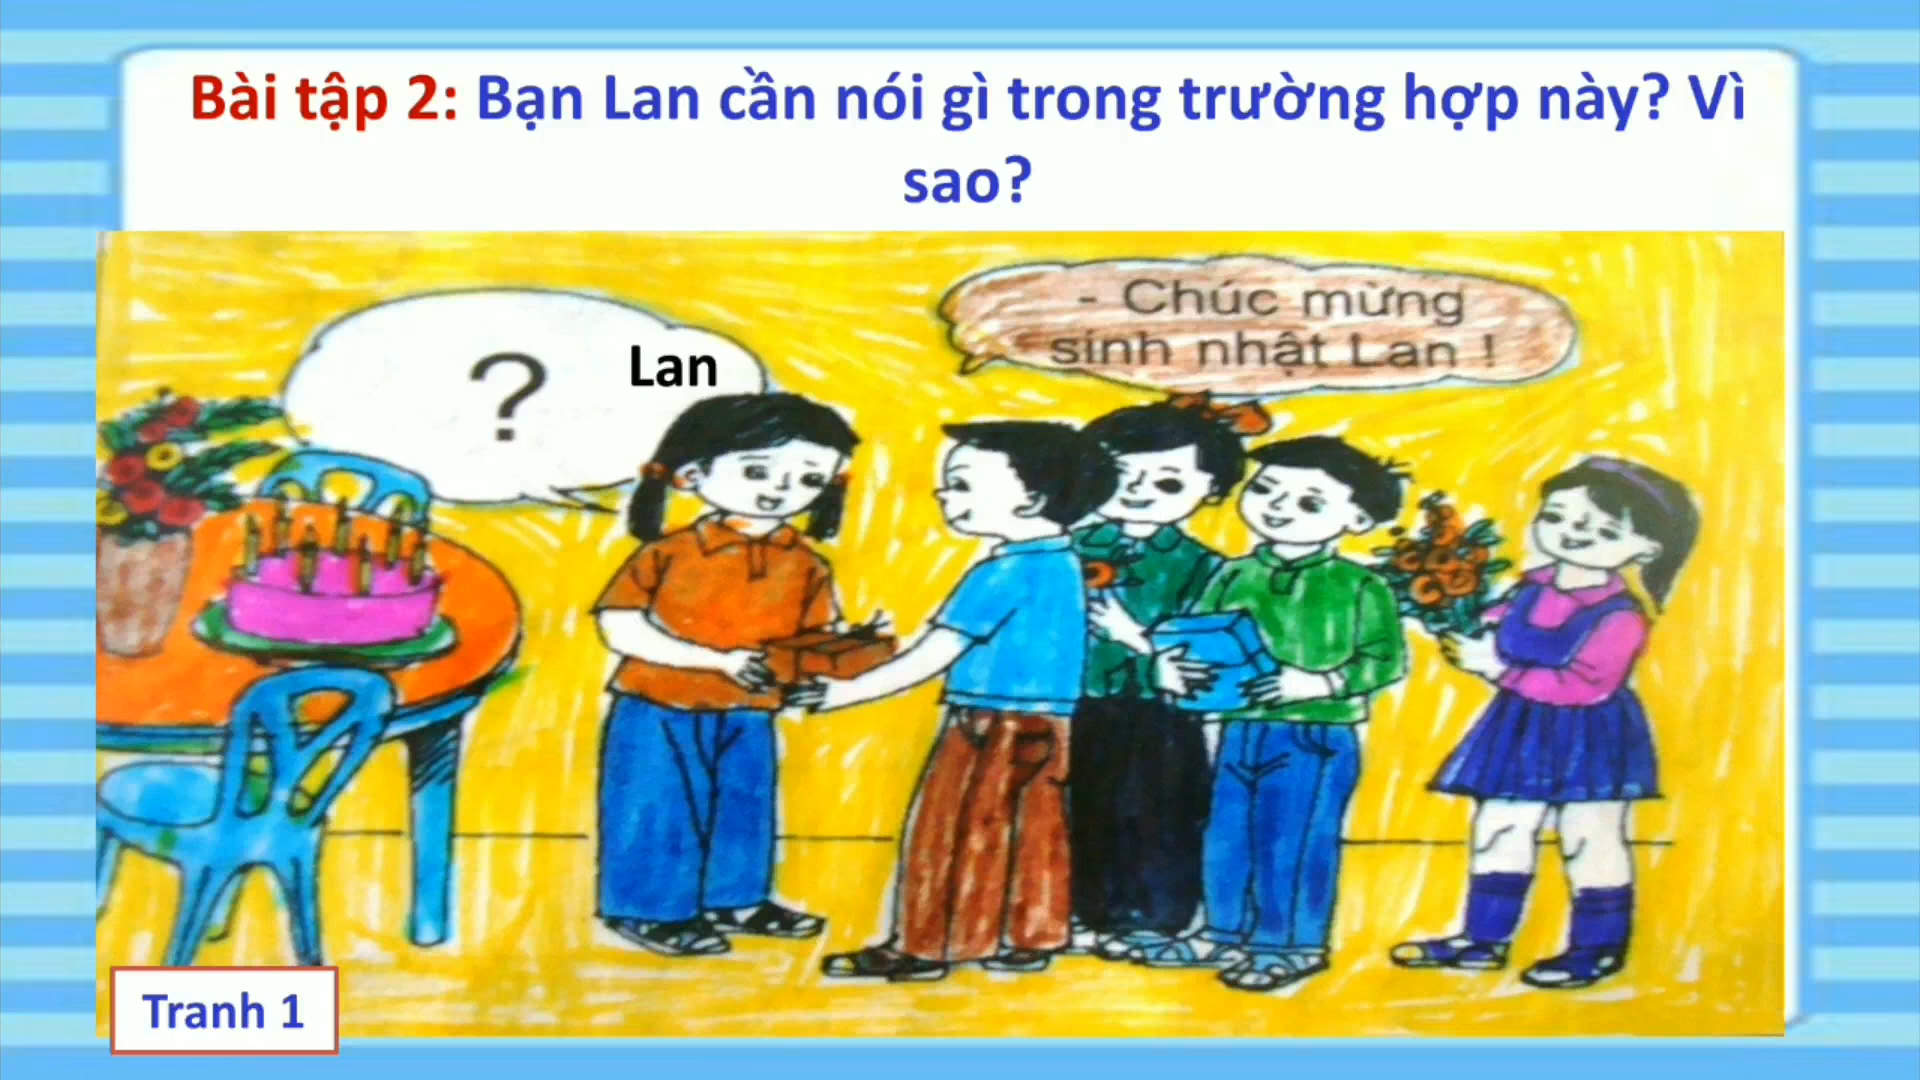 Bài tập 2: Bạn Lan cần nói gì trong trường hợp này? Vì
sao?
- Chúc mừng
sinh nhật Lan !
?
Lan
Tranh 1